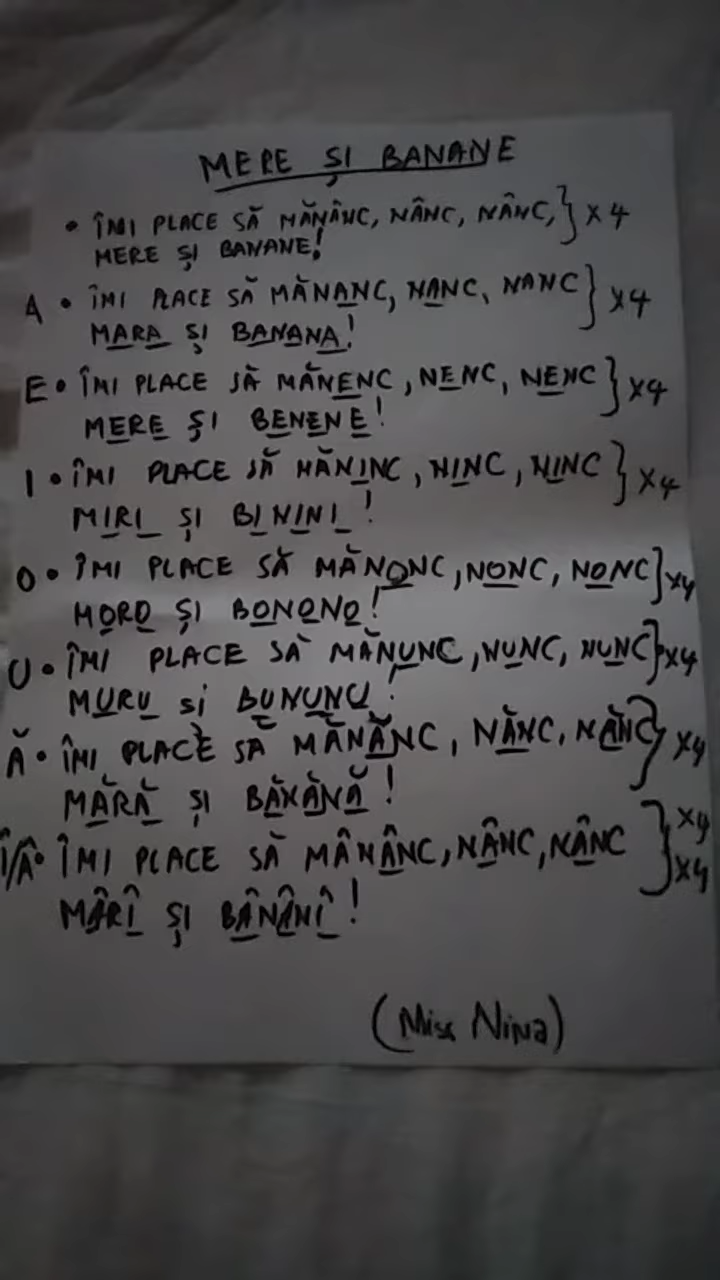 MERE ȘI BANANE
• ÎMI PLACE SĂ MĂNÂNC, NÂNC, NÂNC, } x4
MERE ȘI BANANE!
A • ÎMI PLACE SĂ MĂNANC, NANC, NANC } x4
MARA ȘI BANANA!
E • ÎMI PLACE SĂ MĂNENC, NENC, NENC } x4
MERE ȘI BENENE!
I • ÎMI PLACE SĂ MĂNINC, NINC, NINC } x4
MIRI ȘI BININI!
O • ÎMI PLACE SĂ MĂNONC, NONC, NONC } x4
MORO ȘI BONONO!
U • ÎMI PLACE SĂ MĂNUNC, NUNC, NUNC } x4
MURU si BUNUNU!
Ă • ÎMI PLACE SĂ MĂNĂNC, NĂNC, NĂNC } x4
MĂRĂ ȘI BĂNĂNĂ!
Î/Â • ÎMI PLACE SĂ MÂNÂNC, NÂNC, NÂNC } x4
MÂRÎ ȘI BÂNÂNÎ! x4
(Miss Nina)